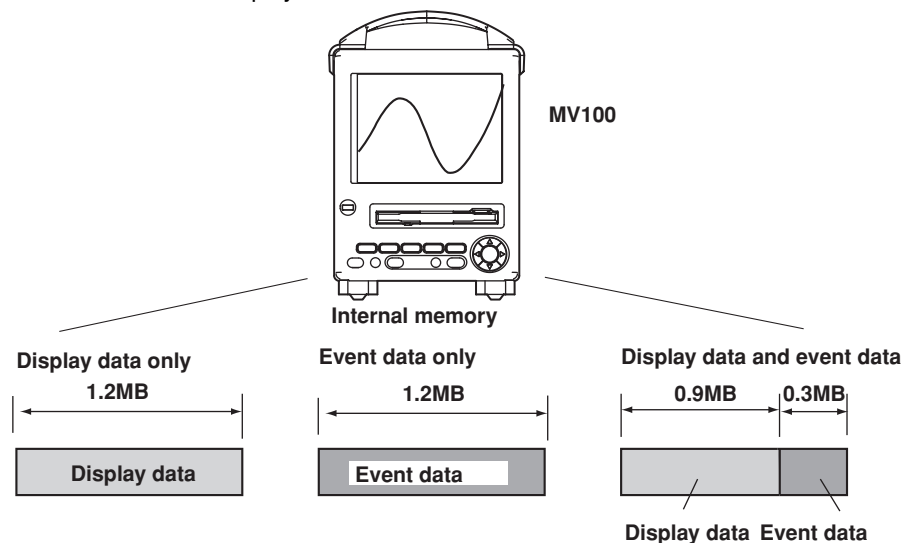 MV100
Internal memory
Display data only
1.2MB
Display data
Event data only
1.2MB
Event data
Display data and event data
0.9MB 0.3MB
Display data Event data